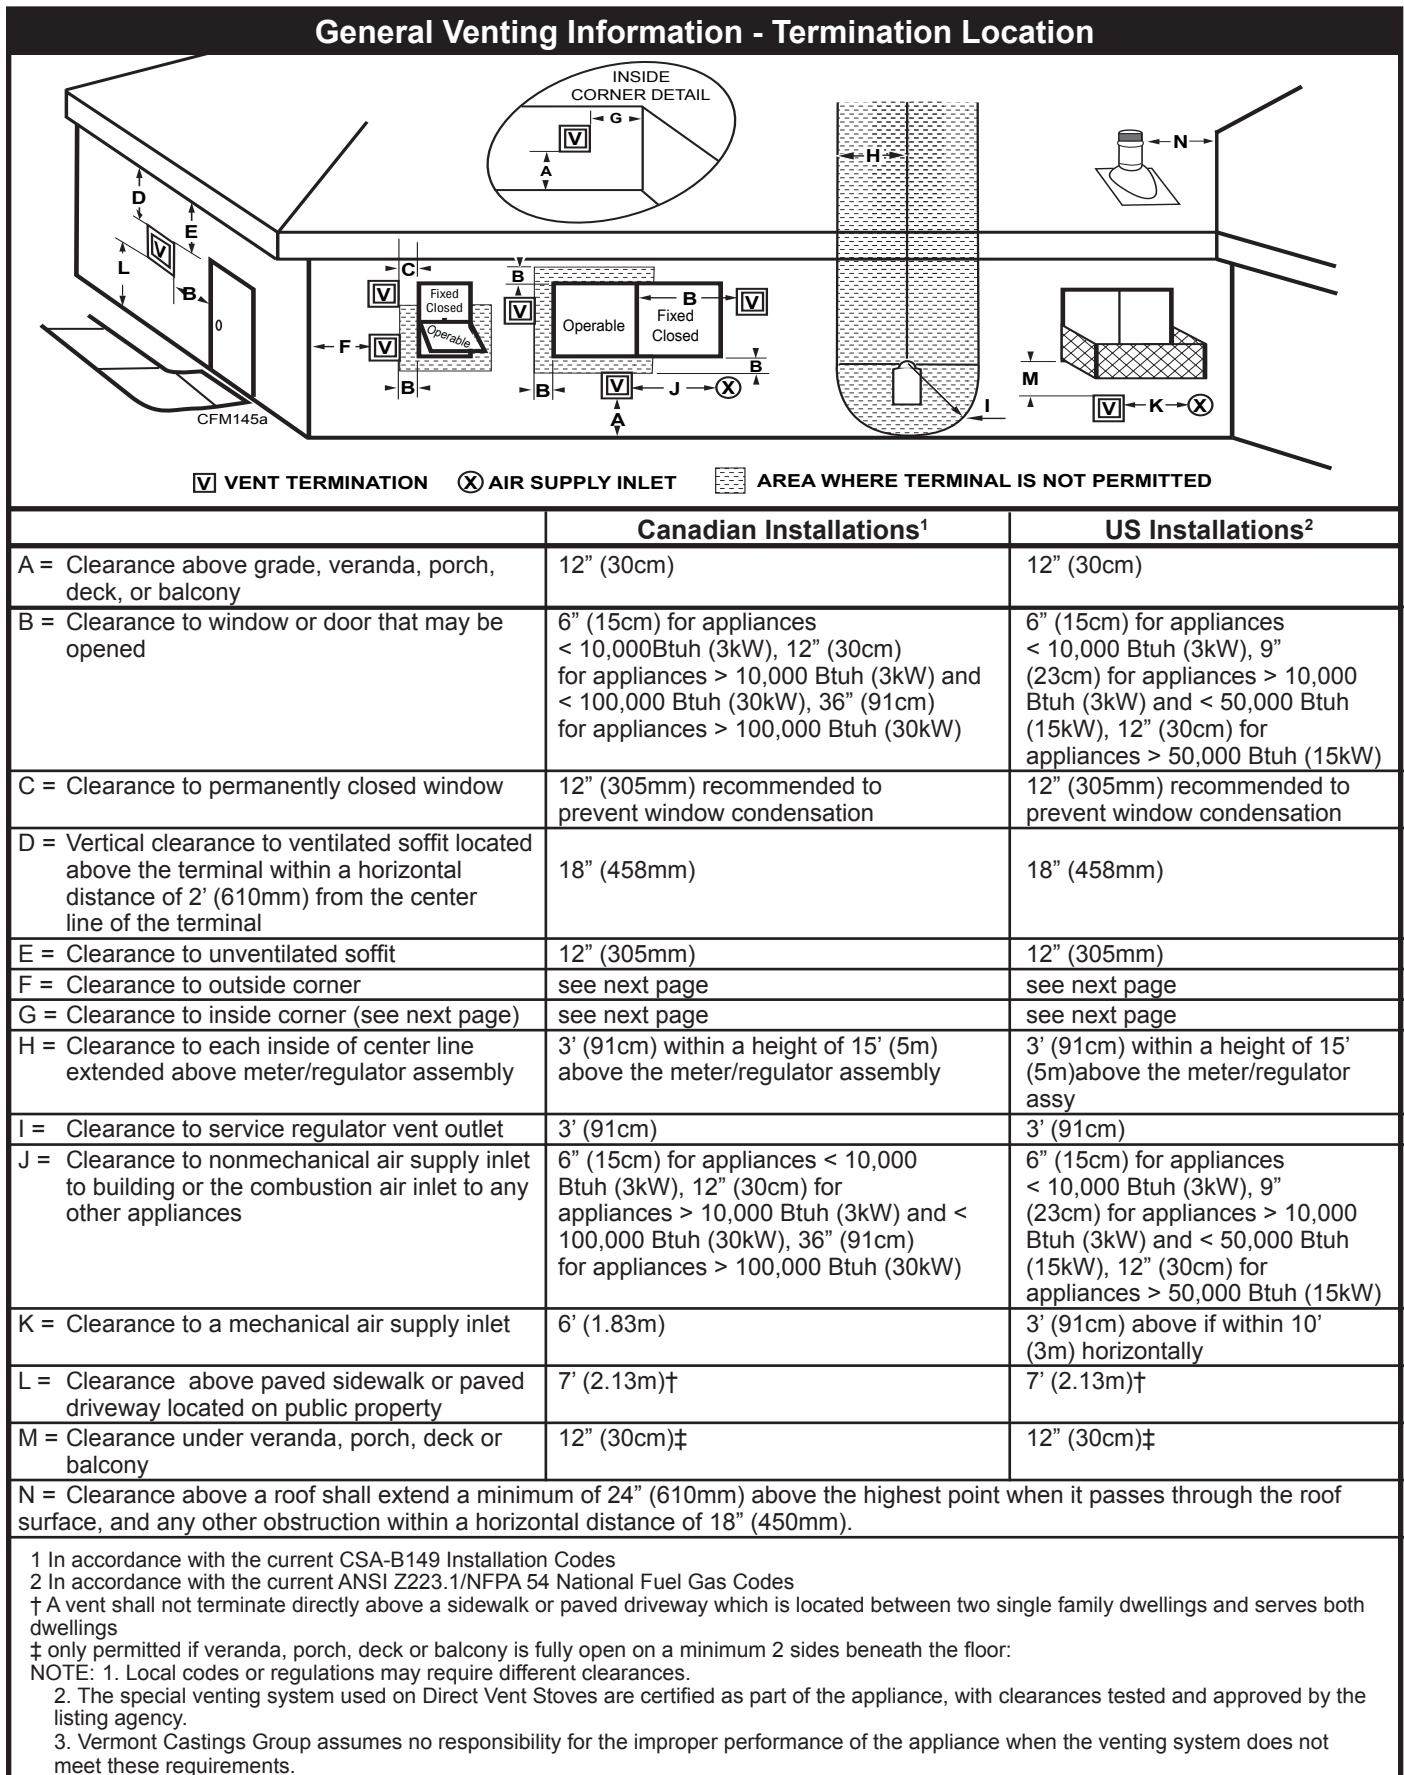 General Venting Information - Termination Location
INSIDE
CORNER DETAIL
G
V
A
H
N
D
E
V
L
B
C
V
Fixed
Closed
Operable
F
V
B
B
V
Operable
B
Fixed
Closed
V
B
B
V
J
X
A
I
M
V
K
X
CFM145a
V VENT TERMINATION
X AIR SUPPLY INLET
AREA WHERE TERMINAL IS NOT PERMITTED
Canadian Installations1
US Installations2
A = Clearance above grade, veranda, porch,
deck, or balcony
12” (30cm)
12” (30cm)
B = Clearance to window or door that may be
opened
6” (15cm) for appliances
< 10,000Btuh (3kW), 12” (30cm)
for appliances > 10,000 Btuh (3kW) and
< 100,000 Btuh (30kW), 36” (91cm)
for appliances > 100,000 Btuh (30kW)
6” (15cm) for appliances
< 10,000 Btuh (3kW), 9”
(23cm) for appliances > 10,000
Btuh (3kW) and < 50,000 Btuh
(15kW), 12” (30cm) for
appliances > 50,000 Btuh (15kW)
C = Clearance to permanently closed window
12” (305mm) recommended to
prevent window condensation
12” (305mm) recommended to
prevent window condensation
D = Vertical clearance to ventilated soffit located
above the terminal within a horizontal
distance of 2’ (610mm) from the center
line of the terminal
18” (458mm)
18” (458mm)
E = Clearance to unventilated soffit
12” (305mm)
12” (305mm)
F = Clearance to outside corner
see next page
see next page
G = Clearance to inside corner (see next page)
see next page
see next page
H = Clearance to each inside of center line
extended above meter/regulator assembly
3’ (91cm) within a height of 15’ (5m)
above the meter/regulator assembly
3’ (91cm) within a height of 15’
(5m)above the meter/regulator
assy
I = Clearance to service regulator vent outlet
3’ (91cm)
3’ (91cm)
J = Clearance to nonmechanical air supply inlet
to building or the combustion air inlet to any
other appliances
6” (15cm) for appliances < 10,000
Btuh (3kW), 12” (30cm) for
appliances > 10,000 Btuh (3kW) and <
100,000 Btuh (30kW), 36” (91cm)
for appliances > 100,000 Btuh (30kW)
6” (15cm) for appliances
< 10,000 Btuh (3kW), 9”
(23cm) for appliances > 10,000
Btuh (3kW) and < 50,000 Btuh
(15kW), 12” (30cm) for
appliances > 50,000 Btuh (15kW)
K = Clearance to a mechanical air supply inlet
6’ (1.83m)
3’ (91cm) above if within 10’
(3m) horizontally
L = Clearance above paved sidewalk or paved
driveway located on public property
7’ (2.13m)†
7’ (2.13m)†
M = Clearance under veranda, porch, deck or
balcony
12” (30cm)‡
12” (30cm)‡
N = Clearance above a roof shall extend a minimum of 24” (610mm) above the highest point when it passes through the roof
surface, and any other obstruction within a horizontal distance of 18” (450mm).
1 In accordance with the current CSA-B149 Installation Codes
2 In accordance with the current ANSI Z223.1/NFPA 54 National Fuel Gas Codes
† A vent shall not terminate directly above a sidewalk or paved driveway which is located between two single family dwellings and serves both
dwellings
‡ only permitted if veranda, porch, deck or balcony is fully open on a minimum 2 sides beneath the floor:
NOTE: 1. Local codes or regulations may require different clearances.
2. The special venting system used on Direct Vent Stoves are certified as part of the appliance, with clearances tested and approved by the
listing agency.
3. Vermont Castings Group assumes no responsibility for the improper performance of the appliance when the venting system does not
meet these requirements.